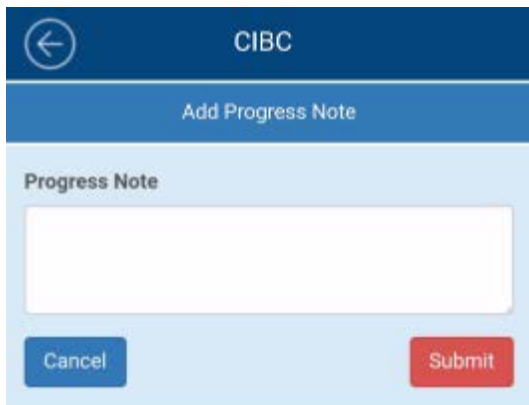 CIBC
Add Progress Note
Progress Note
Cancel
Submit